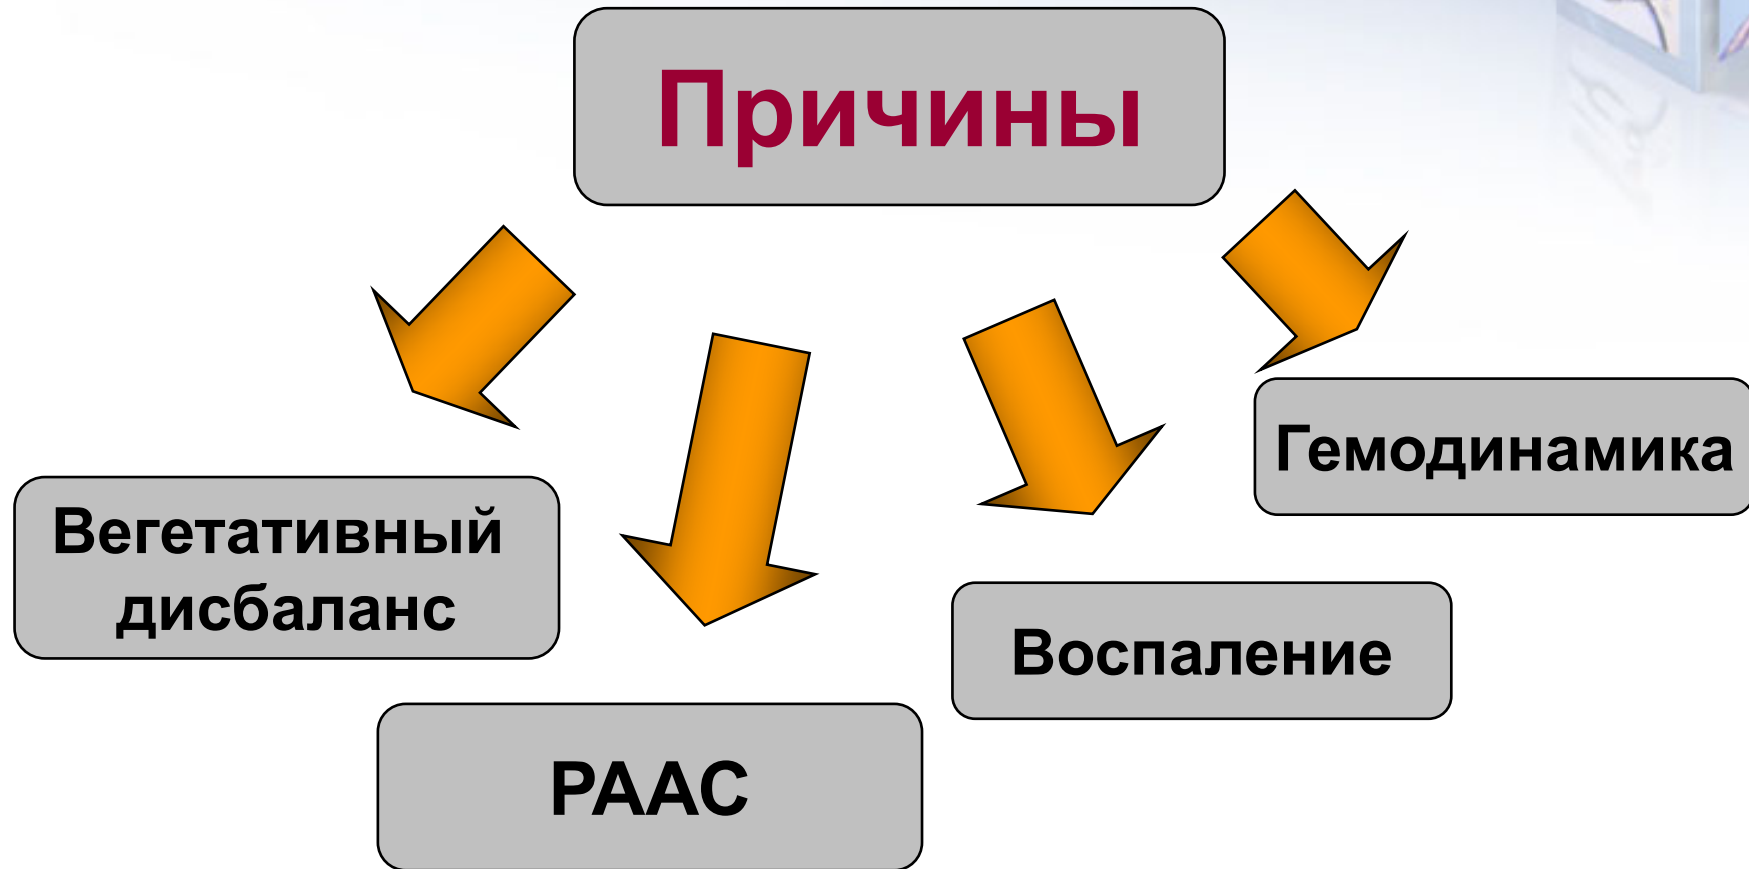 Причины
Вегетативный
дисбаланс
РААС
Воспаление
Гемодинамика